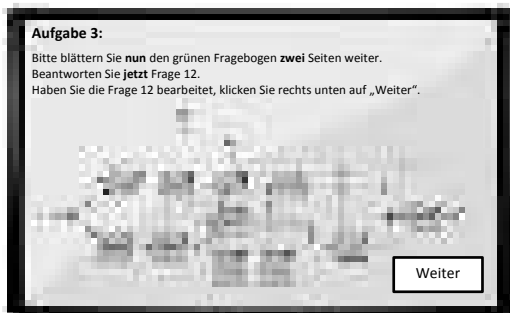 Aufgabe 3:
Bitte blättern Sie nun den grünen Fragebogen zwei Seiten weiter.
Beantworten Sie jetzt Frage 12.
Haben Sie die Frage 12 bearbeitet, klicken Sie rechts unten auf „Weiter“.
Weiter